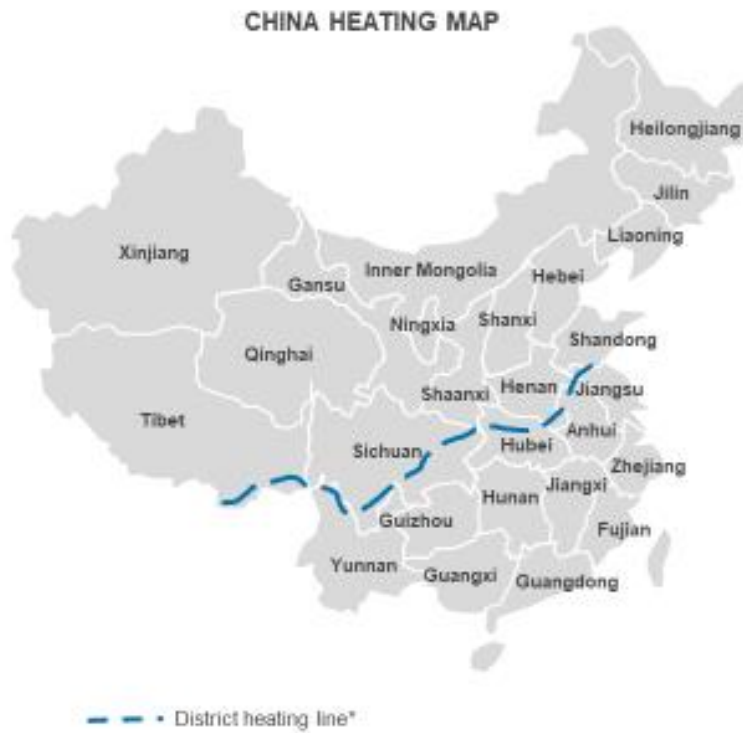 CHINA HEATING MAP
Heilongjiang
Jilin
Liaoning
Xinjiang
Inner Mongolia
Hebei
Gansu
Ningxia
Shanxi
Shandong
Qinghai
Henan
Jiangsu
Shaanxi
Tibet
Sichuan
Hubei
Anhui
Zhejiang
Hunan
Jiangxi
Guizhou
Fujian
Yunnan
Guangxi
Guangdong
District heating line*